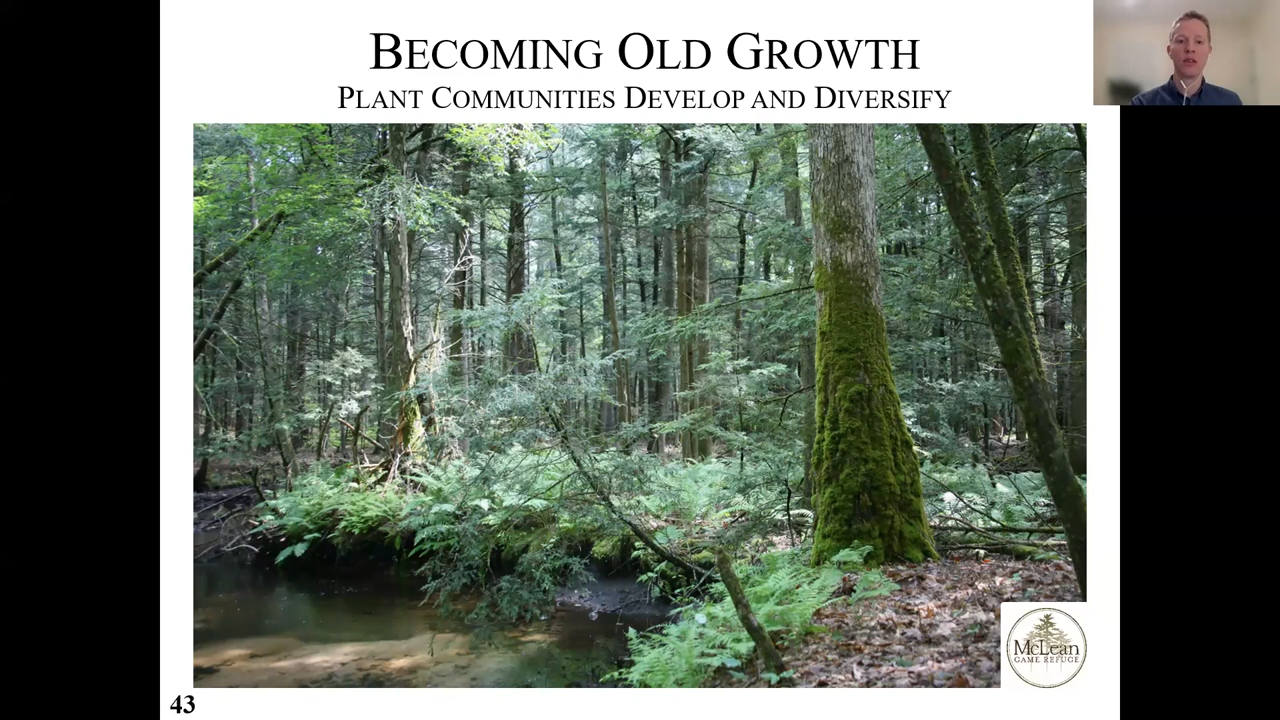 BECOMING OLD GROWTH
PLANT COMMUNITIES DEVELOP AND DIVERSIFY
McLean
GAME REFUGE
43